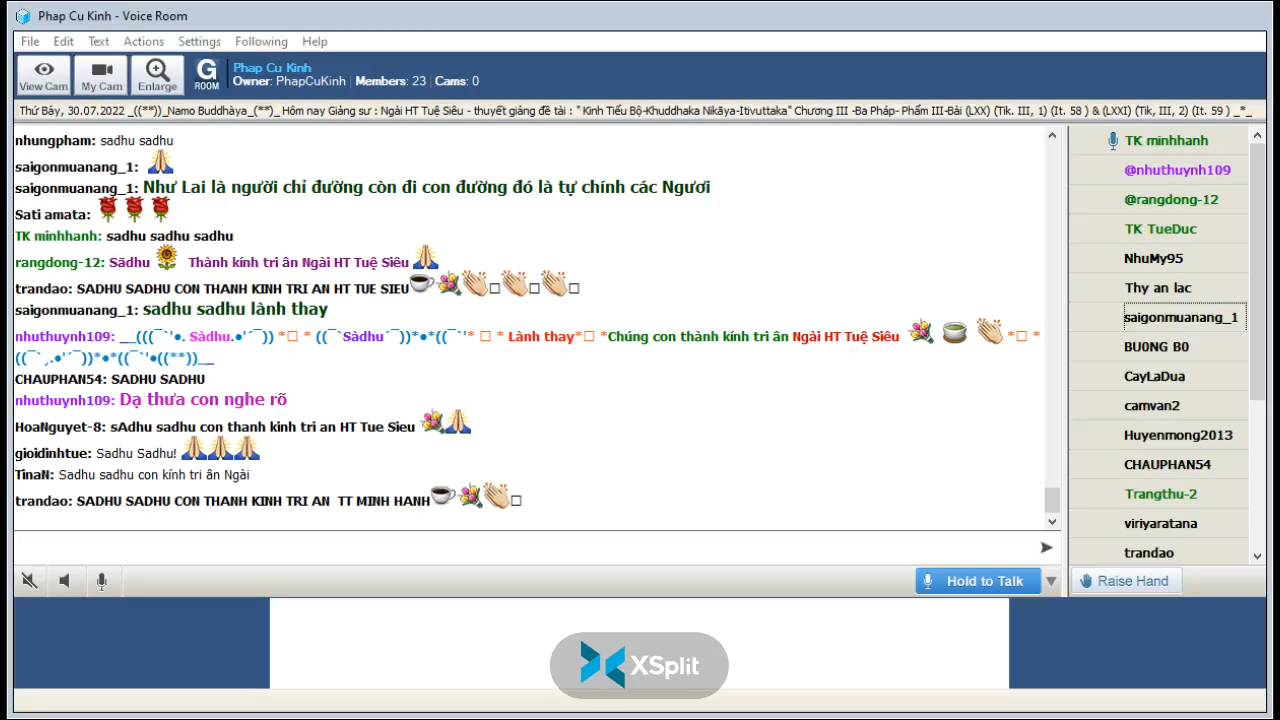 Phap Cu Kinh - Voice Room
File Edit Text Actions Settings Following Help
View Cam My Cam Enlarge G ROOM Phap Cu Kinh
Owner: PhapCuKinh | Members: 23 | Cams: 0
Thứ Bảy, 30.07.2022 _((**))_Namo Buddhàya_(**)_ Hôm nay Giảng sư : Ngài HT Tuệ Siêu - thuyết giảng đề tài : " Kinh Tiểu Bộ-Khuddhaka Nikāya-Itivuttaka" Chương III -Ba Pháp- Phẩm III-Bài (LXX) (Tik. III, 1) (It. 58 ) & (LXXI) (Tik, III, 2) (It. 59 ) _*_
nhungpham: sadhu sadhu
saigonmuanang_1:
saigonmuanang_1: Như Lai là người chỉ đường còn đi con đường đó là tự chính các Ngươi
Sati amata:
TK minhhanh: sadhu sadhu sadhu
rangdong-12: Sādhu Thành kính tri ân Ngài HT Tuệ Siêu
trandao: SADHU SADHU CON THANH KINH TRI AN HT TUE SIEU
saigonmuanang_1: sadhu sadhu lành thay
nhuthuynh109: __(((¯`'●. Sàdhu.●'´¯)) *□ * ((¯`Sàdhu´¯))*●*((¯`'* □ * Lành thay*□ *Chúng con thành kính tri ân Ngài HT Tuệ Siêu *□ *
((¯`¸.●'´¯))*●*((¯`'●((**))__
CHAUPHAN54: SADHU SADHU
nhuthuynh109: Dạ thưa con nghe rõ
HoaNguyet-8: sAdhu sadhu con thanh kinh tri an HT Tue Sieu
gioidinhtue: Sadhu Sadhu!
TinaN: Sadhu sadhu con kính tri ân Ngài
trandao: SADHU SADHU CON THANH KINH TRI AN TT MINH HANH
TK minhhanh
@nhuthuynh109
@rangdong-12
TK TueDuc
NhuMy95
Thy an lac
saigonmuanang_1
BU0NG B0
CayLaDua
camvan2
Huyenmong2013
CHAUPHAN54
Trangthu-2
viriyaratana
trandao
Hold to Talk
Raise Hand
XSplit